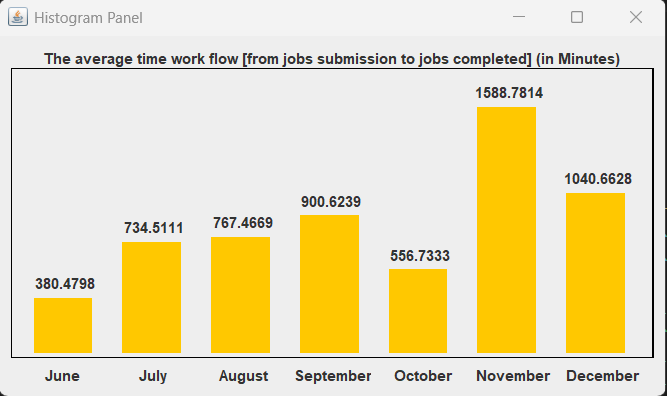 Histogram Panel
The average time work flow [from jobs submission to jobs completed] (in Minutes)
1588.7814
1040.6628
900.6239
734.5111
767.4669
556.7333
380.4798
June July August September October November December